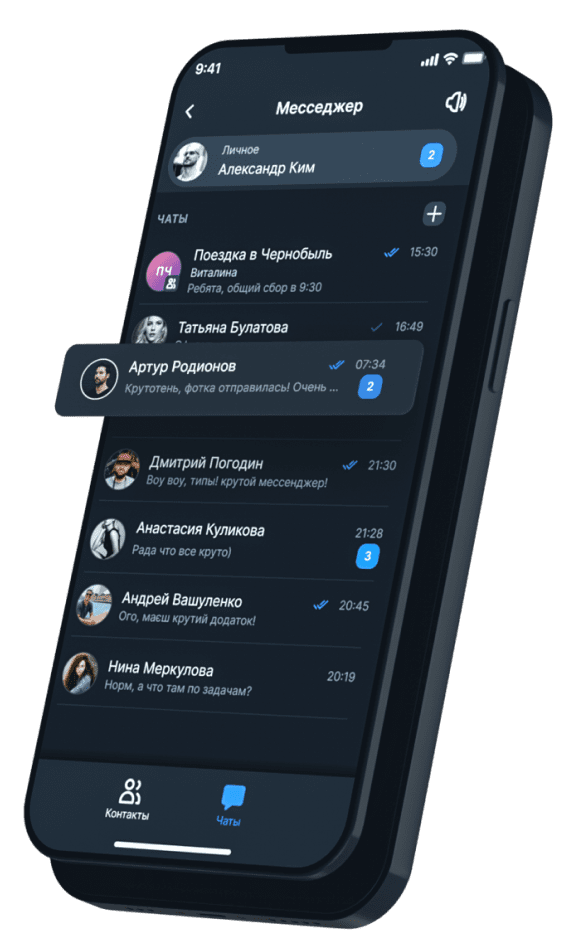 9:41
Месседжер
Личное
Александр Ким
2
ЧАТЫ
+
ПЧ
Поездка в Чернобыль
15:30
Виталина
Ребята, общий сбор в 9:30
Татьяна Булатова
16:49
Артур Родионов
07:34
Крутотень, фотка отправилась! Очень ...
2
Дмитрий Погодин
21:30
Воу воу, типы! крутой мессенджер!
Анастасия Куликова
21:28
Рада что все круто)
3
Андрей Вашуленко
20:45
Ого, маєш крутий додаток!
Нина Меркулова
20:19
Норм, а что там по задачам?
Контакты
Чаты